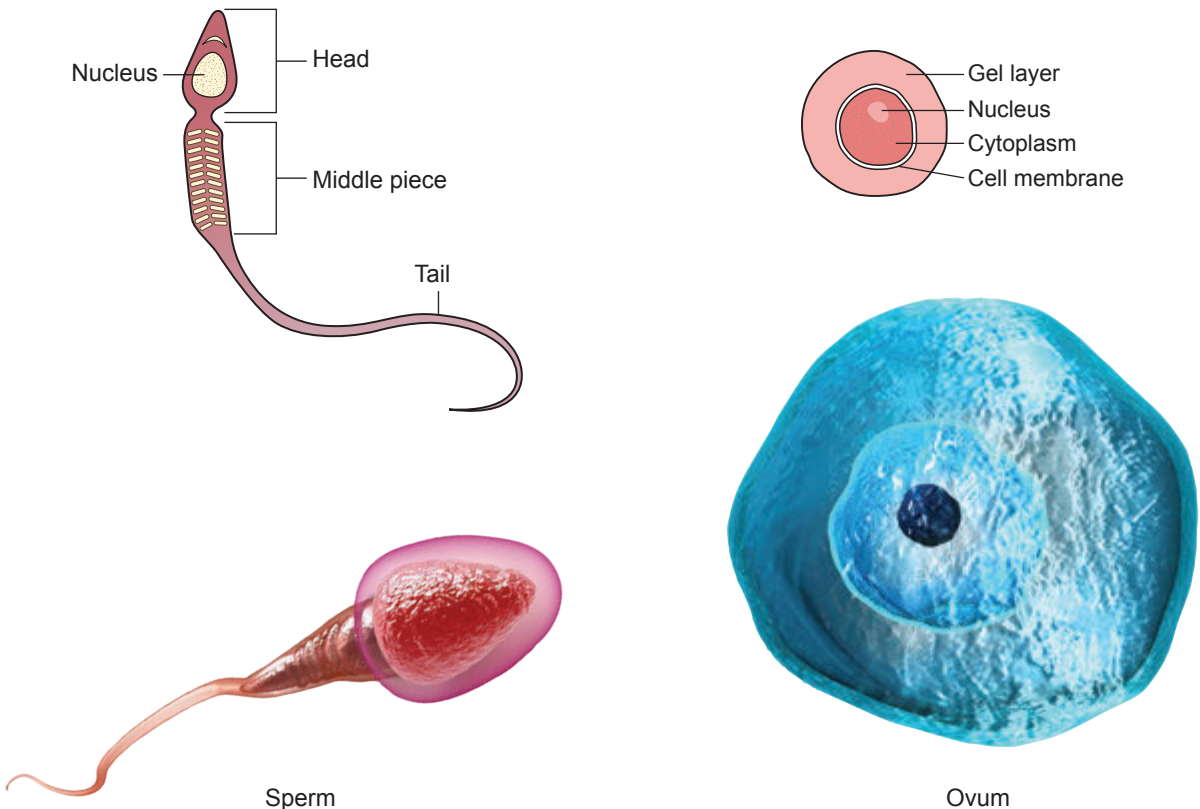 Nucleus
Head
Middle piece
Tail
Gel layer
Nucleus
Cytoplasm
Cell membrane
Sperm
Ovum